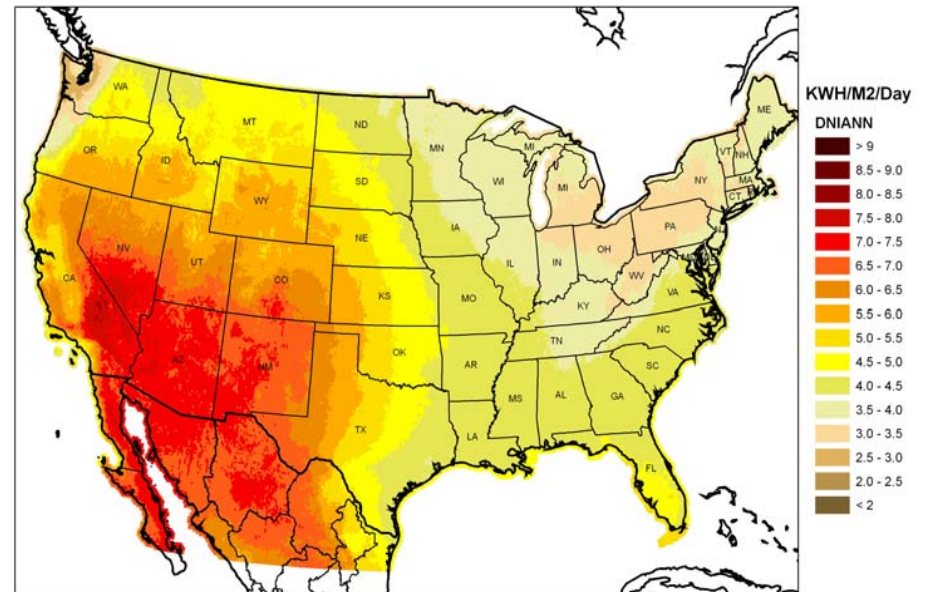 WA
MT
ND
ME
OR
ID
MN
MI
VT
NH
SD
WI
NY
MA
WY
MI
CT
IA
PA
NE
NV
OH
IL
IN
UT
CO
WV
CA
KS
MO
VA
KY
NC
TN
OK
AZ
NM
AR
SC
MS
AL
GA
TX
LA
FL
KWH/M2/Day
DNIANN
> 9
8.5 - 9.0
8.0 - 8.5
7.5 - 8.0
7.0 - 7.5
6.5 - 7.0
6.0 - 6.5
5.5 - 6.0
5.0 - 5.5
4.5 - 5.0
4.0 - 4.5
3.5 - 4.0
3.0 - 3.5
2.5 - 3.0
2.0 - 2.5
< 2